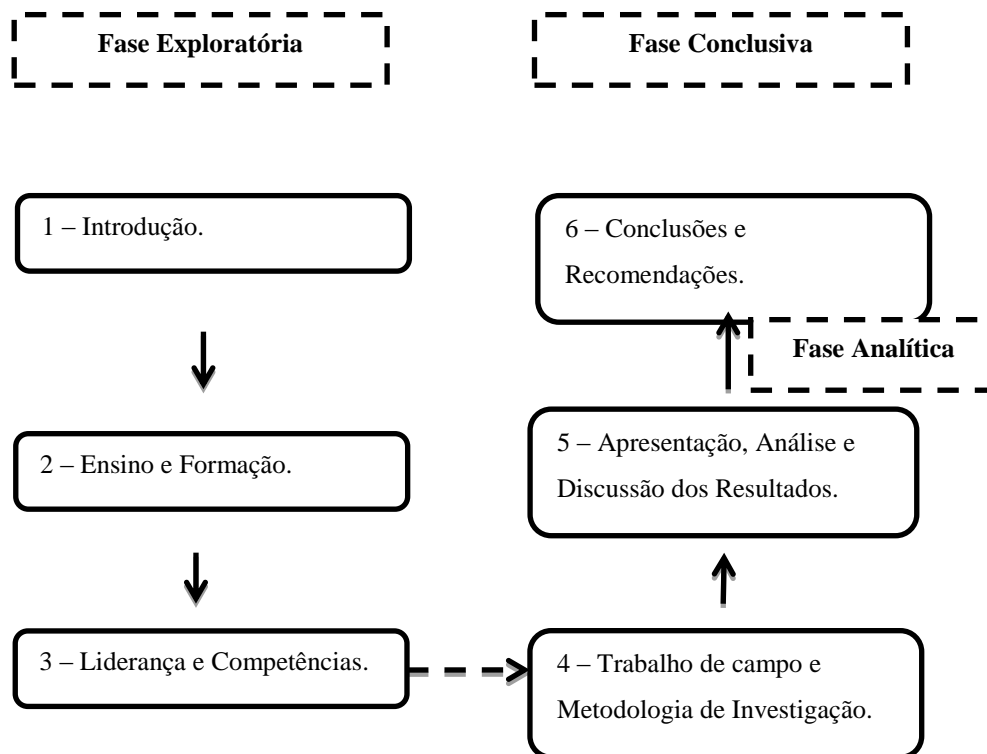 Fase Exploratória
Fase Conclusiva
1 – Introdução.
6 – Conclusões e
Recomendações.
Fase Analítica
2 – Ensino e Formação.
5 – Apresentação, Análise e
Discussão dos Resultados.
3 – Liderança e Competências.
4 – Trabalho de campo e
Metodologia de Investigação.